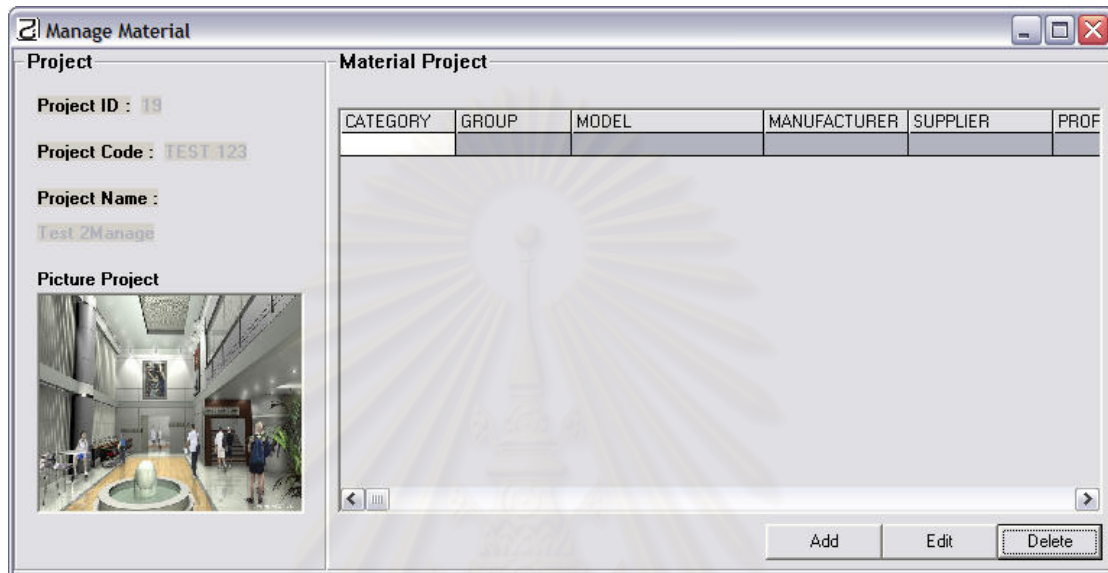 Manage Material
Project
Project ID : 19
Project Code : TEST 123
Project Name :
Test 2Manage
Picture Project
Material Project
CATEGORY GROUP MODEL MANUFACTURER SUPPLIER PROF
Add Edit Delete